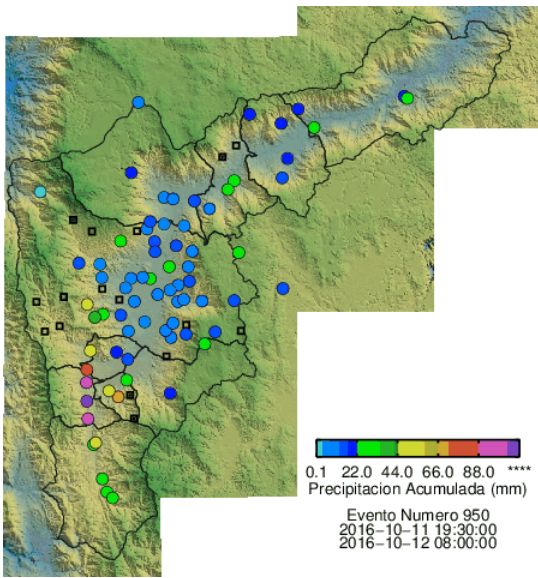 0.1 22.0 44.0 66.0 88.0 ****
Precipitacion Acumulada (mm)
Evento Numero 950
2016-10-11 19:30:00
2016-10-12 08:00:00